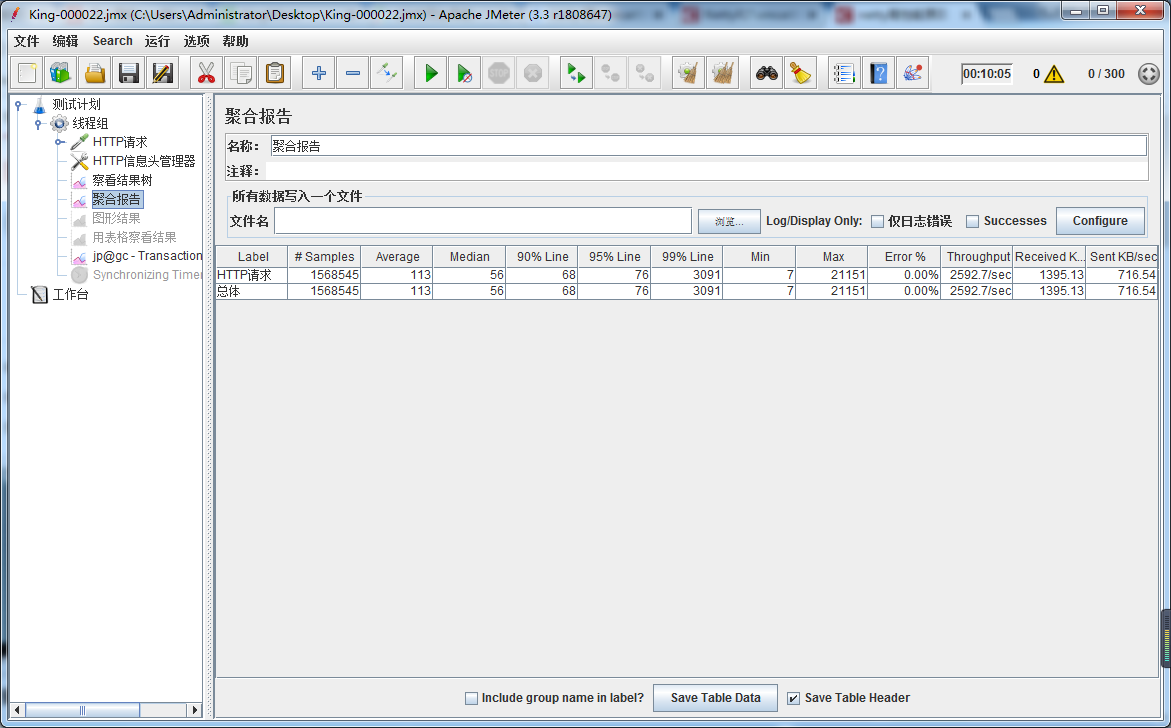 King-000022.jmx (C:\Users\Administrator\Desktop\King-000022.jmx) - Apache JMeter (3.3 r1808647)
文件 编辑 Search 运行 选项 帮助
STOP 00:10:05 0 0 / 300
测试计划
线程组
HTTP请求
HTTP信息头管理器
察看结果树
聚合报告
图形结果
用表格察看结果
jp@gc - Transaction
Synchronizing Timer
工作台
聚合报告
名称： 聚合报告
注释：
所有数据写入一个文件
文件名 浏览... Log/Display Only: 仅日志错误 Successes Configure
Label # Samples Average Median 90% Line 95% Line 99% Line Min Max Error % Throughput Received K... Sent KB/sec
HTTP请求 1568545 113 56 68 76 3091 7 21151 0.00% 2592.7/sec 1395.13 716.54
总体 1568545 113 56 68 76 3091 7 21151 0.00% 2592.7/sec 1395.13 716.54
Include group name in label? Save Table Data Save Table Header